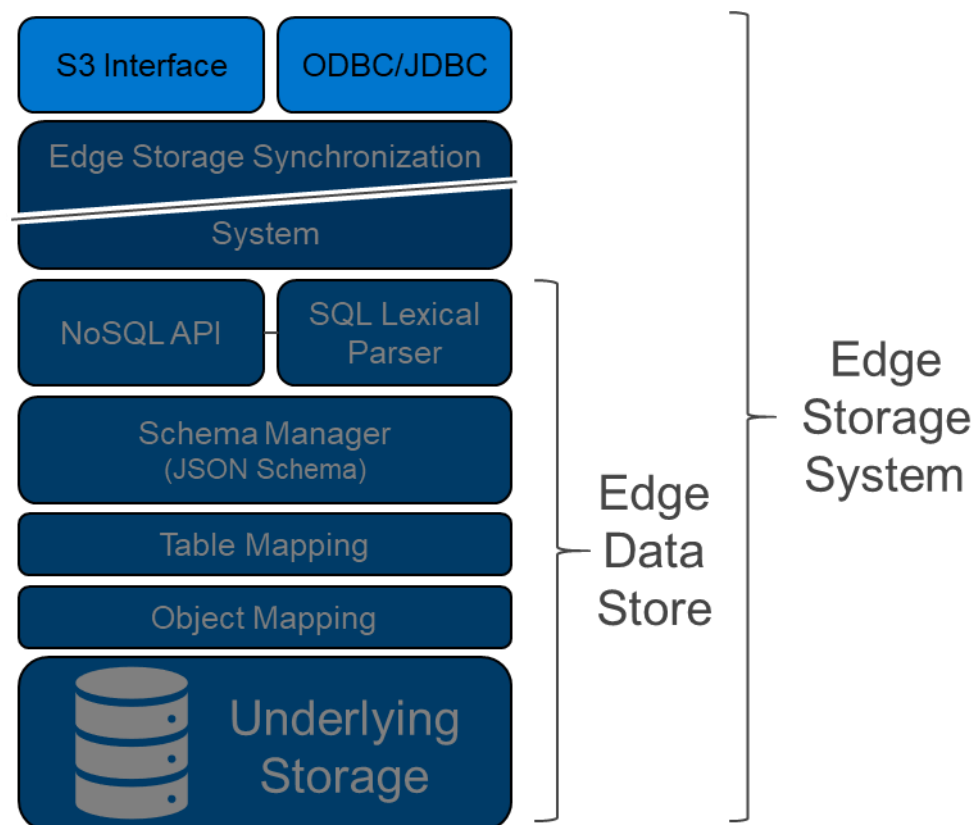 S3 Interface
ODBC/JDBC
Edge Storage Synchronization
System
NoSQL API
SQL Lexical
Parser
Schema Manager
(JSON Schema)
Table Mapping
Object Mapping
Underlying
Storage
Edge
Data
Store
Edge
Storage
System